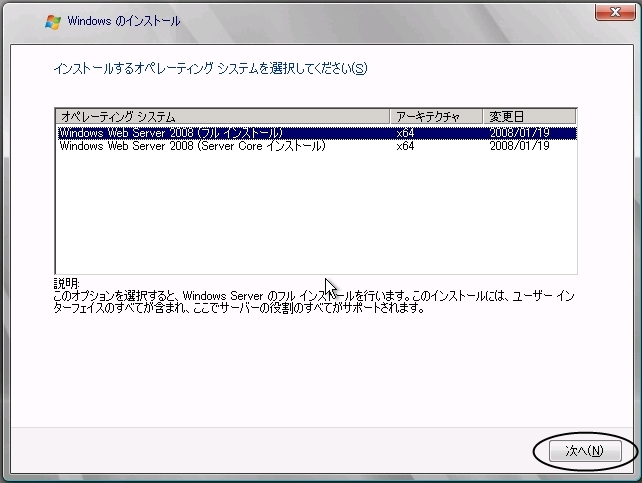 Windows のインストール
インストールするオペレーティング システムを選択してください(S)
オペレーティング システム アーキテクチャ 変更日
Windows Web Server 2008 (フル インストール) x64 2008/01/19
Windows Web Server 2008 (Server Core インストール) x64 2008/01/19
説明:
このオプションを選択すると、Windows Server のフル インストールを行います。このインストールには、ユーザー イン
ターフェイスのすべてが含まれ、ここでサーバーの役割のすべてがサポートされます。
次へ(N)